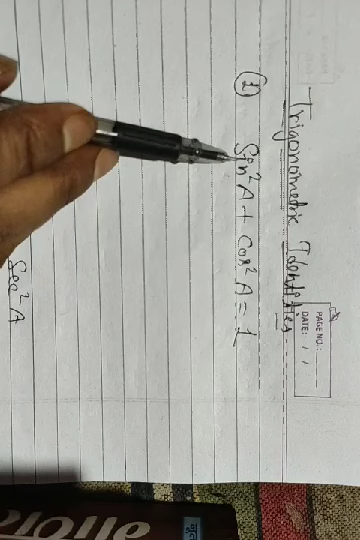 PAGE NO.:
DATE: / /
Trigonometric Identities
① Sin²A + Cos²A = 1
Sec²A